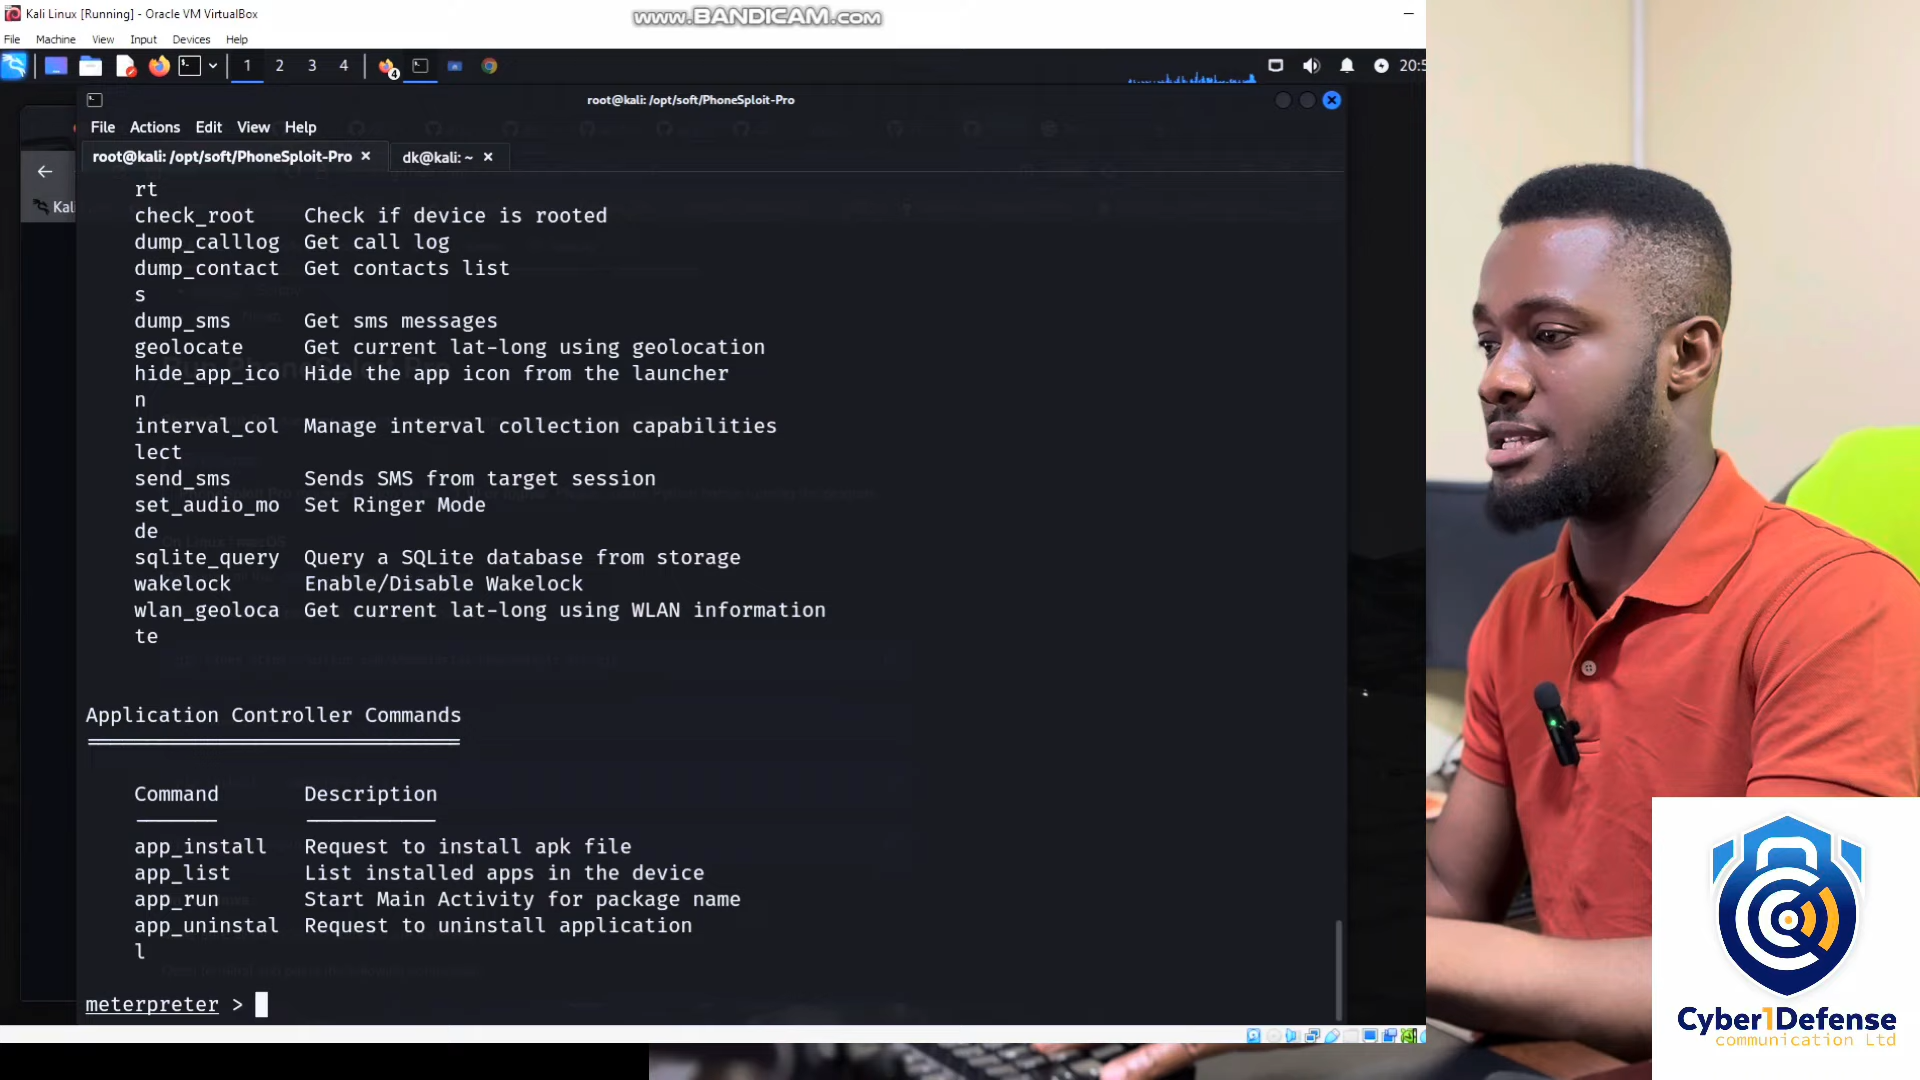 Kali Linux [Running] - Oracle VM VirtualBox
www.BANDICAM.com
File Machine View Input Devices Help
1 2 3 4
4
20:5
root@kali: /opt/soft/PhoneSploit-Pro
File Actions Edit View Help
root@kali: /opt/soft/PhoneSploit-Pro × dk@kali: ~ ×
Kal
rt
check_root Check if device is rooted
dump_calllog Get call log
dump_contact Get contacts list
s
dump_sms Get sms messages
geolocate Get current lat-long using geolocation
hide_app_ico Hide the app icon from the launcher
n
interval_col Manage interval collection capabilities
lect
send_sms Sends SMS from target session
set_audio_mo Set Ringer Mode
de
sqlite_query Query a SQLite database from storage
wakelock Enable/Disable Wakelock
wlan_geoloca Get current lat-long using WLAN information
te
Application Controller Commands
===============================
Command Description
------- -----------
app_install Request to install apk file
app_list List installed apps in the device
app_run Start Main Activity for package name
app_uninstal Request to uninstall application
l
meterpreter >
Cyber1Defense
communication Ltd